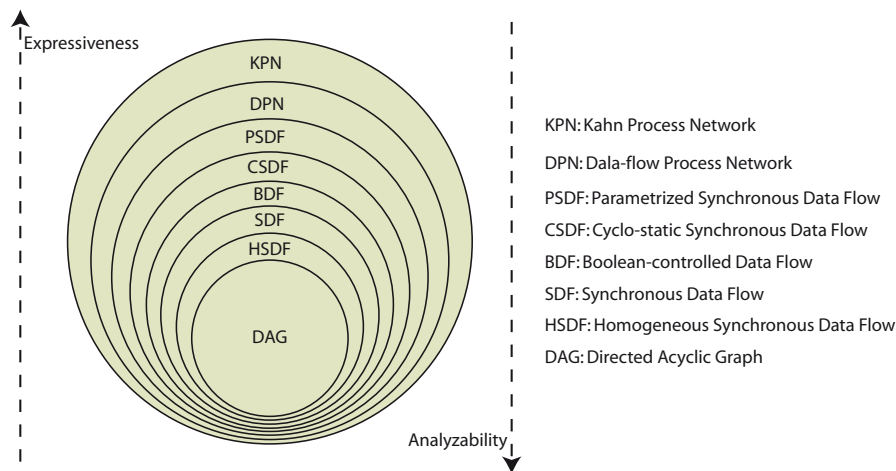 Expressiveness
KPN
DPN
PSDF
CSDF
BDF
SDF
HSDF
DAG
Analyzability
KPN: Kahn Process Network
DPN: Dala-flow Process Network
PSDF: Parametrized Synchronous Data Flow
CSDF: Cyclo-static Synchronous Data Flow
BDF: Boolean-controlled Data Flow
SDF: Synchronous Data Flow
HSDF: Homogeneous Synchronous Data Flow
DAG: Directed Acyclic Graph